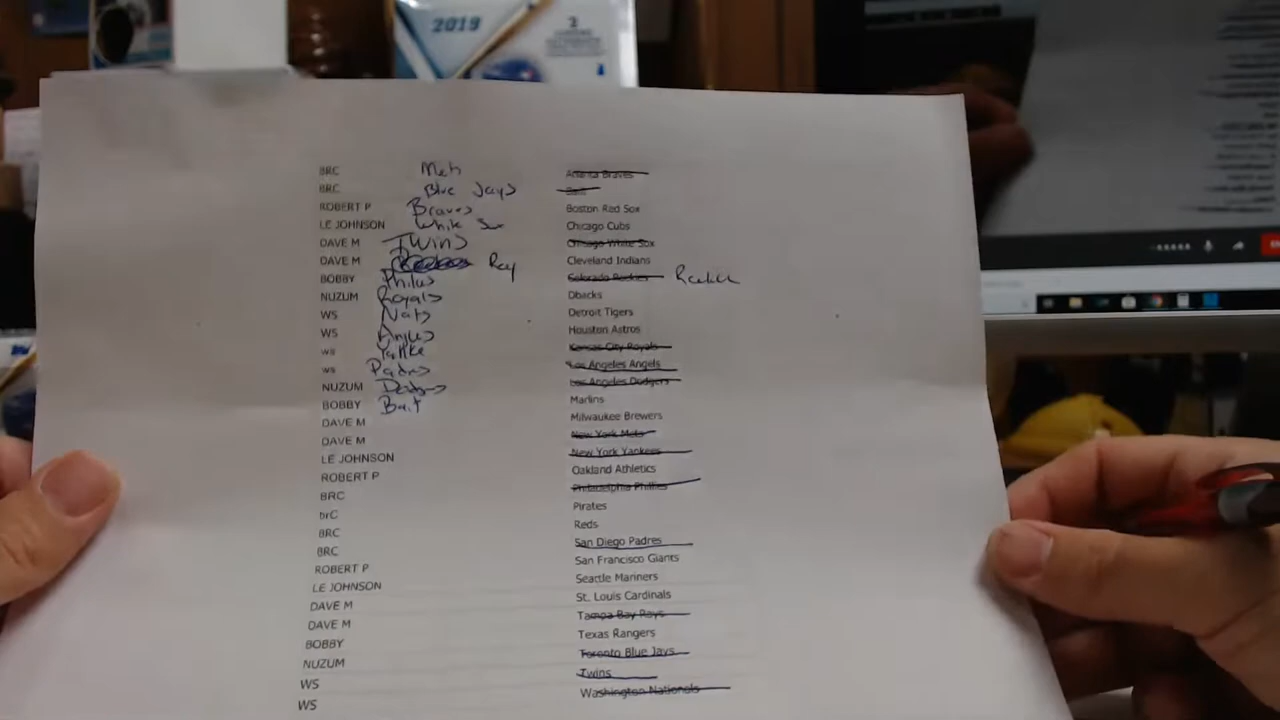 2019
2
BRC Mets Atlanta Braves
BRC Blue Jays
ROBERT P Braves Boston Red Sox
LE JOHNSON White Sox Chicago Cubs
DAVE M Twins Chicago White Sox
DAVE M Ray Cleveland Indians
BOBBY Phillies Colorado Rockies
NUZUM Royals Dbacks
WS Nats Detroit Tigers
WS Angles Houston Astros
WS Yankee Kansas City Royals
WS Padres Los Angeles Angels
NUZUM Dodgers Los Angeles Dodgers
BOBBY Marlins
DAVE M Milwaukee Brewers
DAVE M New York Mets
LE JOHNSON New York Yankees
ROBERT P Oakland Athletics
BRC Philadelphia Phillies
brC Pirates
BRC Reds
BRC San Diego Padres
ROBERT P San Francisco Giants
LE JOHNSON Seattle Mariners
DAVE M St. Louis Cardinals
DAVE M Tampa Bay Rays
BOBBY Texas Rangers
NUZUM Toronto Blue Jays
WS Twins
WS Washington Nationals